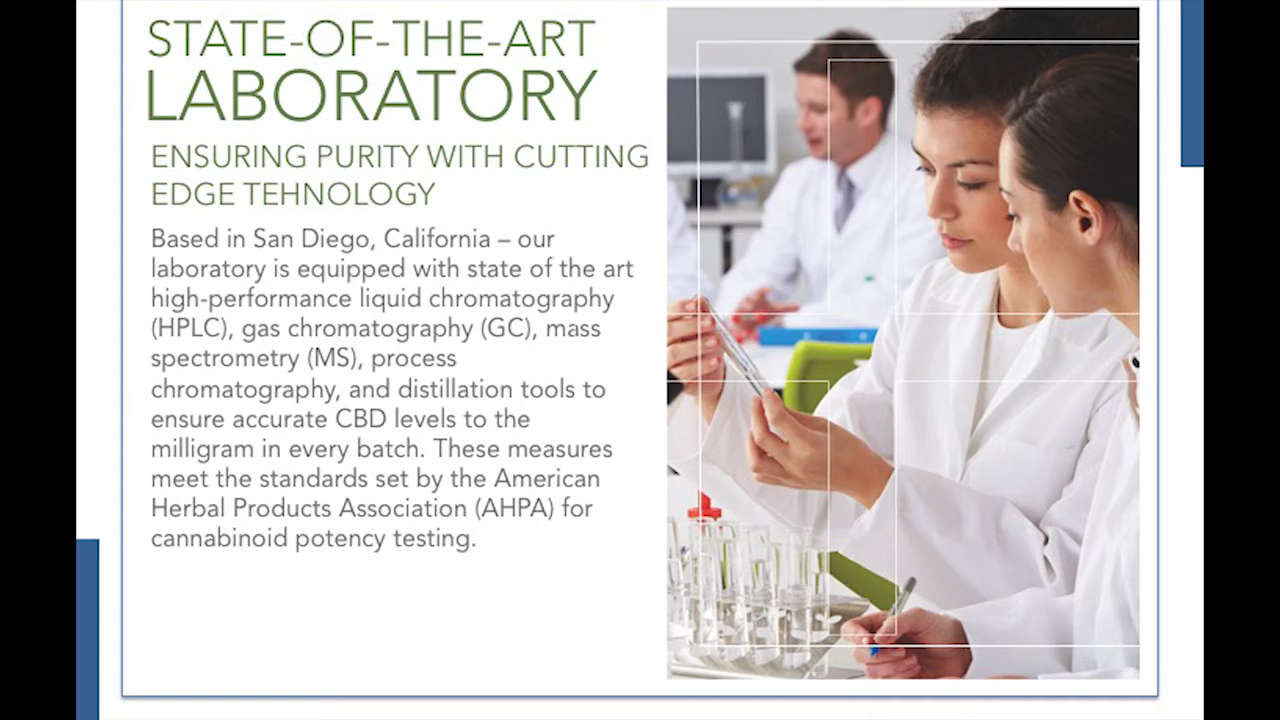 STATE-OF-THE-ART
LABORATORY
ENSURING PURITY WITH CUTTING
EDGE TEHNOLOGY
Based in San Diego, California – our
laboratory is equipped with state of the art
high-performance liquid chromatography
(HPLC), gas chromatography (GC), mass
spectrometry (MS), process
chromatography, and distillation tools to
ensure accurate CBD levels to the
milligram in every batch. These measures
meet the standards set by the American
Herbal Products Association (AHPA) for
cannabinoid potency testing.